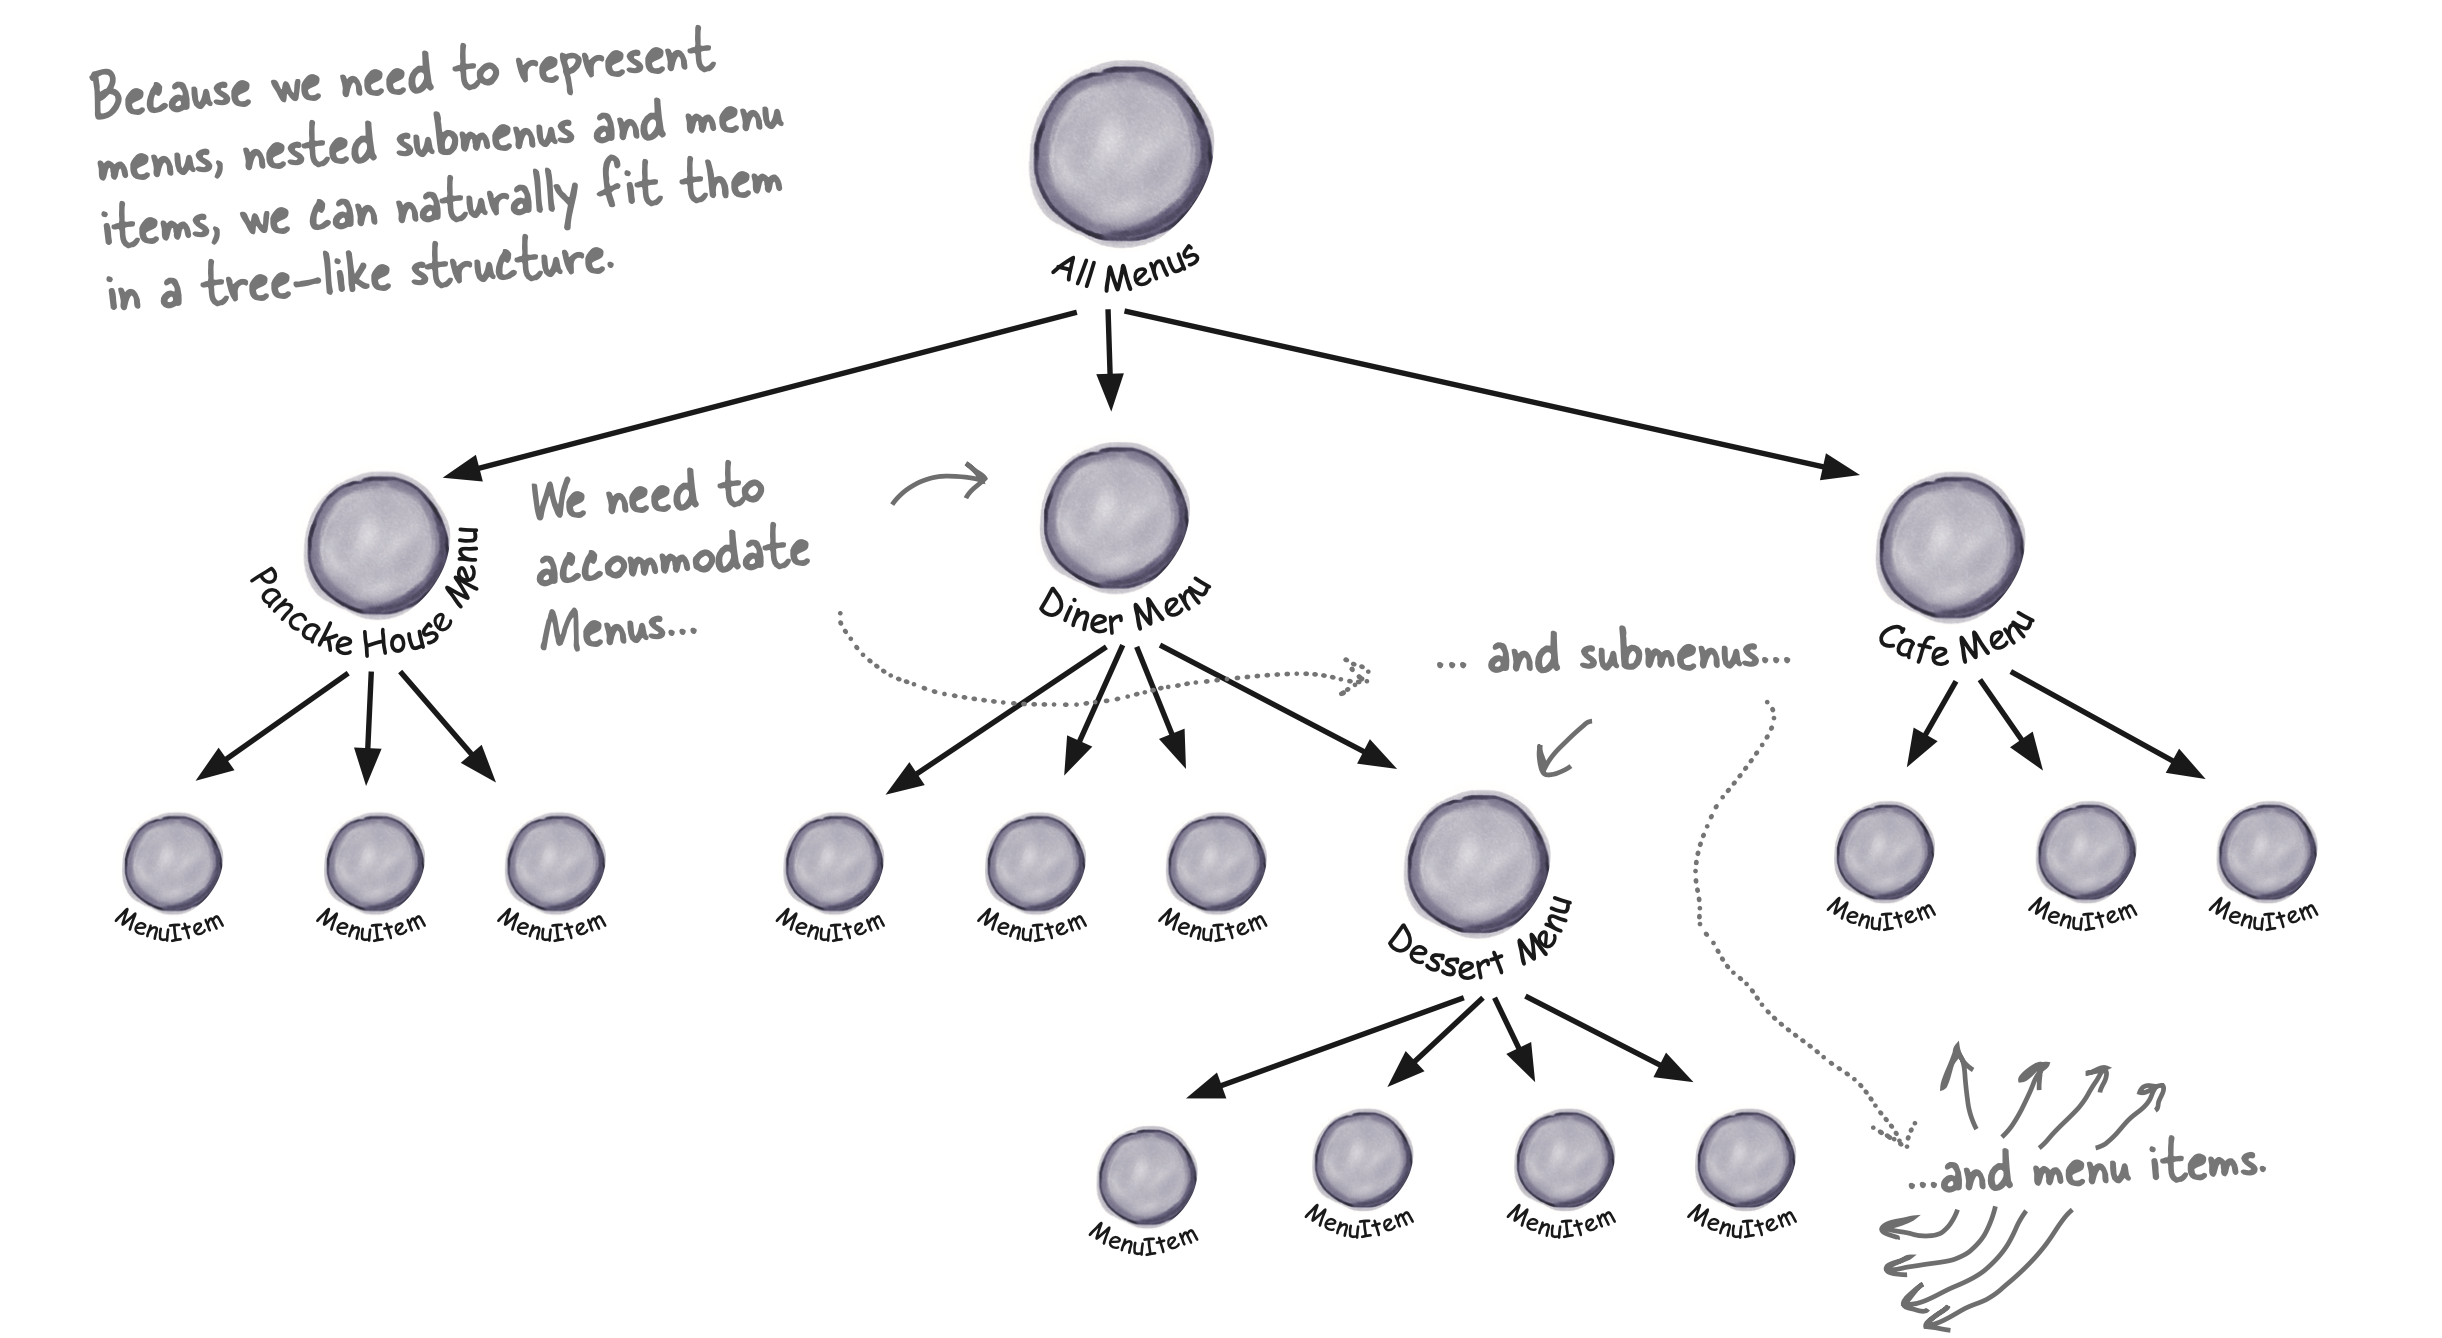 Because we need to represent
menus, nested submenus and menu
items, we can naturally fit them
in a tree-like structure.
All Menus
We need to
accommodate
Menus...
Pancake House Menu
Diner Menu
... and submenus...
Cafe Menu
MenuItem
MenuItem
MenuItem
MenuItem
MenuItem
MenuItem
Dessert Menu
MenuItem
MenuItem
MenuItem
MenuItem
MenuItem
MenuItem
MenuItem
...and menu items.